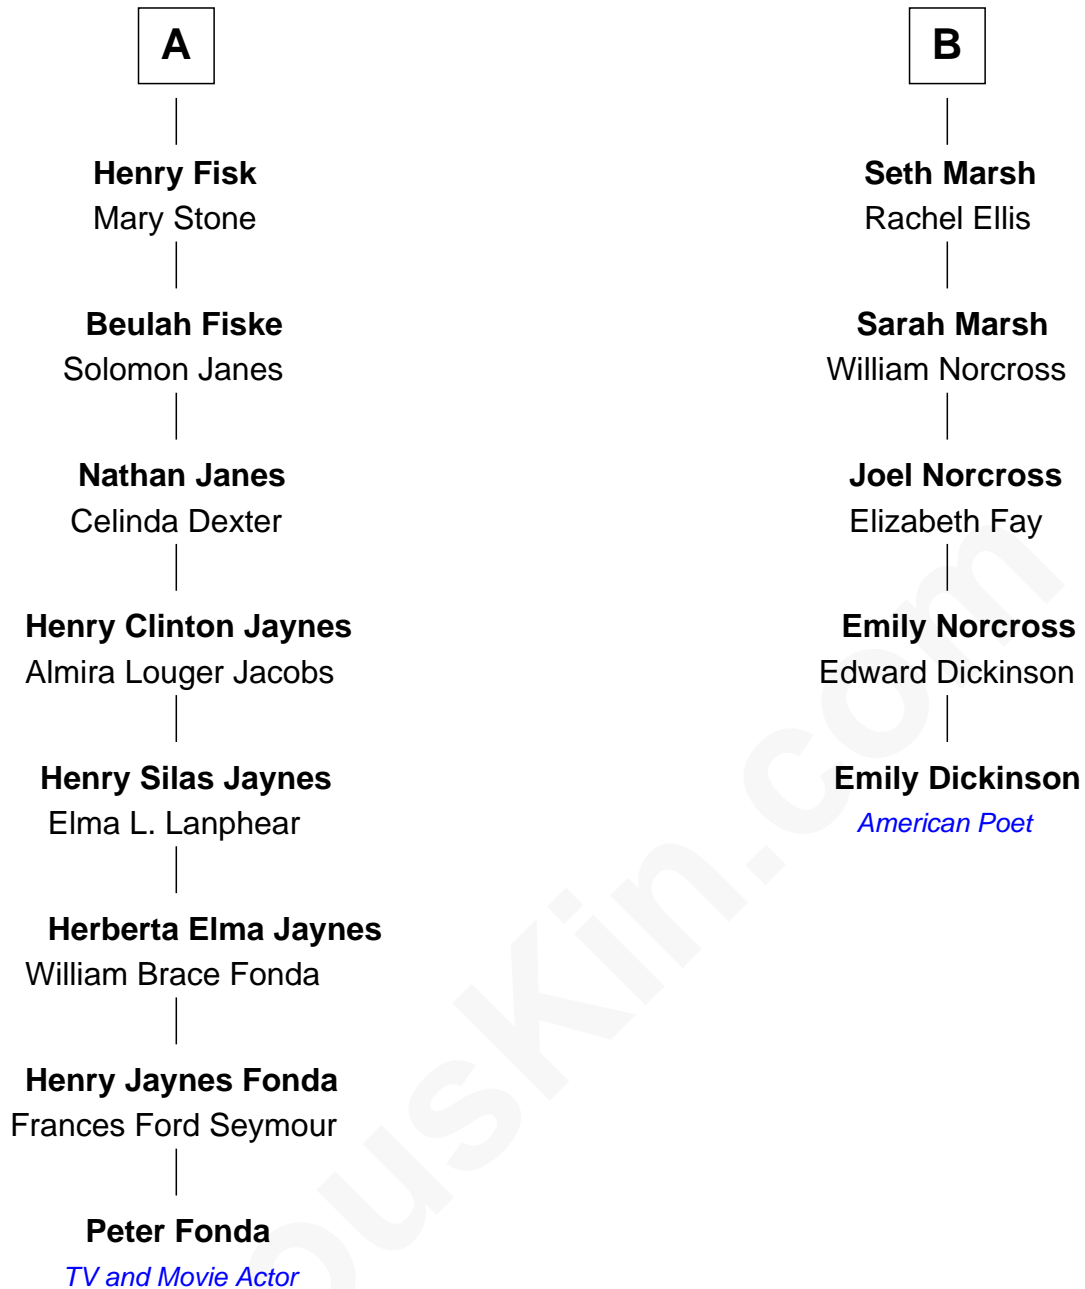 A
Henry Fisk
Mary Stone
Beulah Fiske
Solomon Janes
Nathan Janes
Celinda Dexter
Henry Clinton Jaynes
Almira Louger Jacobs
Henry Silas Jaynes
Elma L. Lanphear
Herberta Elma Jaynes
William Brace Fonda
Henry Jaynes Fonda
Frances Ford Seymour
Peter Fonda
TV and Movie Actor
B
Seth Marsh
Rachel Ellis
Sarah Marsh
William Norcross
Joel Norcross
Elizabeth Fay
Emily Norcross
Edward Dickinson
Emily Dickinson
American Poet
ousKin.com